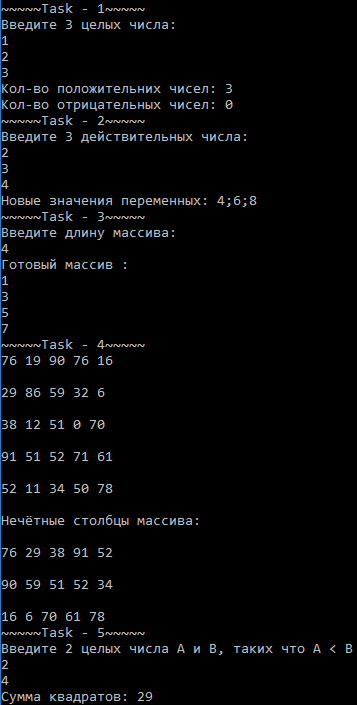 ~~~~~Task - 1~~~~~
Введите 3 целых числа:
1
2
3
Кол-во положительних чисел: 3
Кол-во отрицательных чисел: 0
~~~~~Task - 2~~~~~
Введите 3 действительных числа:
2
3
4
Новые значения переменных: 4;6;8
~~~~~Task - 3~~~~~
Введите длину массива:
4
Готовый массив :
1
3
5
7
~~~~~Task - 4~~~~~
76 19 90 76 16
29 86 59 32 6
38 12 51 0 70
91 51 52 71 61
52 11 34 50 78
Нечётные столбцы массива:
76 29 38 91 52
90 59 51 52 34
16 6 70 61 78
~~~~~Task - 5~~~~~
Введите 2 целых числа А и В, таких что А < В
2
4
Сумма квадратов: 29